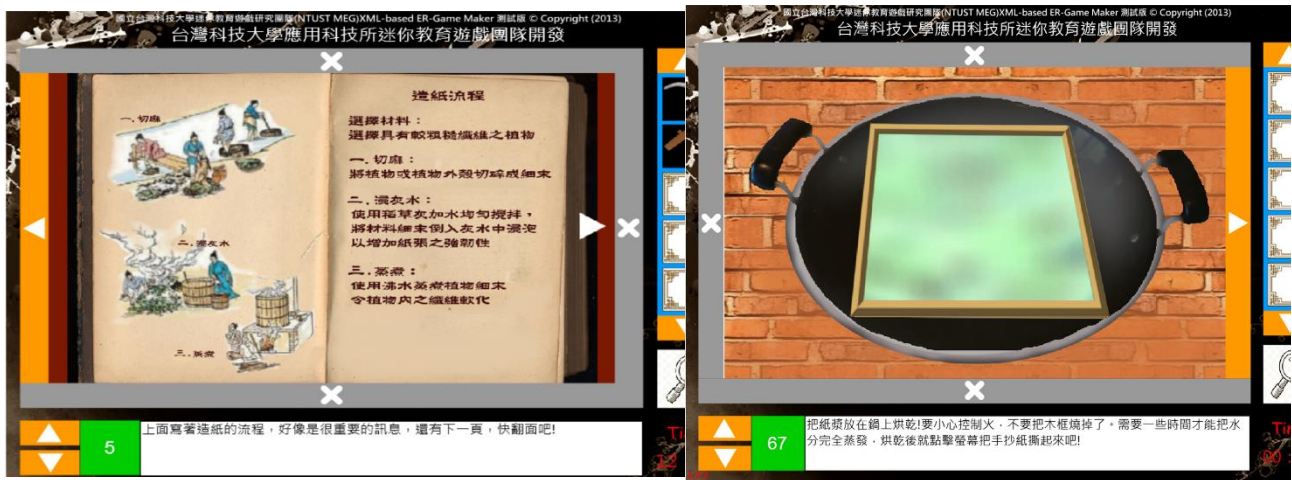 國立台灣科技大學迷你教育遊戲研究團隊(NTUST MEG)XML-based ER-Game Maker 測試版 © Copyright (2013)
台灣科技大學應用科技所迷你教育遊戲團隊開發
一.切麻
二.浸灰水
三.蒸煮
造紙流程
選擇材料：
選擇具有較粗糙纖維之植物
一.切麻：
將植物或植物外殼切碎成細末
二.浸灰水：
使用稻草灰加水均勻攪拌，
將材料細末倒入灰水中浸泡
以增加紙張之強韌性
三.蒸煮：
使用沸水蒸煮植物細末
令植物內之纖維軟化
5
上面寫著造紙的流程，好像是很重要的訊息，還有下一頁，快翻面吧!
國立台灣科技大學迷你教育遊戲研究團隊(NTUST MEG)XML-based ER-Game Maker 測試版 © Copyright (2013)
台灣科技大學應用科技所迷你教育遊戲團隊開發
67
把紙漿放在鍋上烘乾!要小心控制火，不要把木框燒掉了。需要一些時間才能把水
分完全蒸發，烘乾後就點擊螢幕把手抄紙撕起來吧!